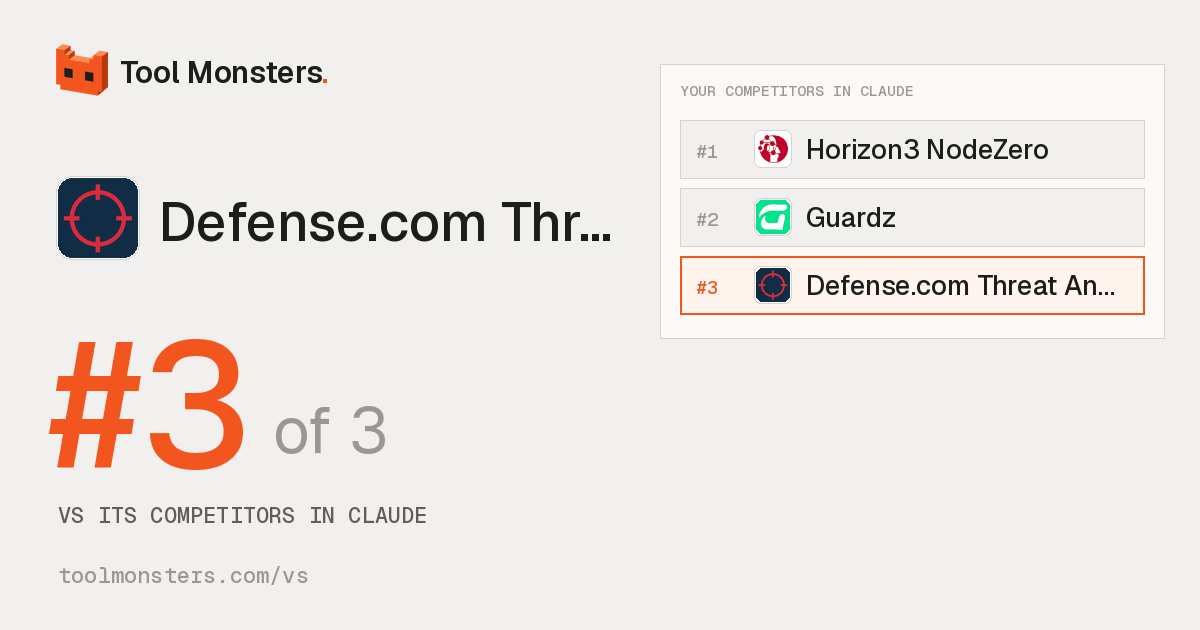 Tool Monsters.
Defense.com Thr...
#3 of 3
VS ITS COMPETITORS IN CLAUDE
toolmonsters.com/vs
YOUR COMPETITORS IN CLAUDE
#1 Horizon3 NodeZero
#2 Guardz
#3 Defense.com Threat An...